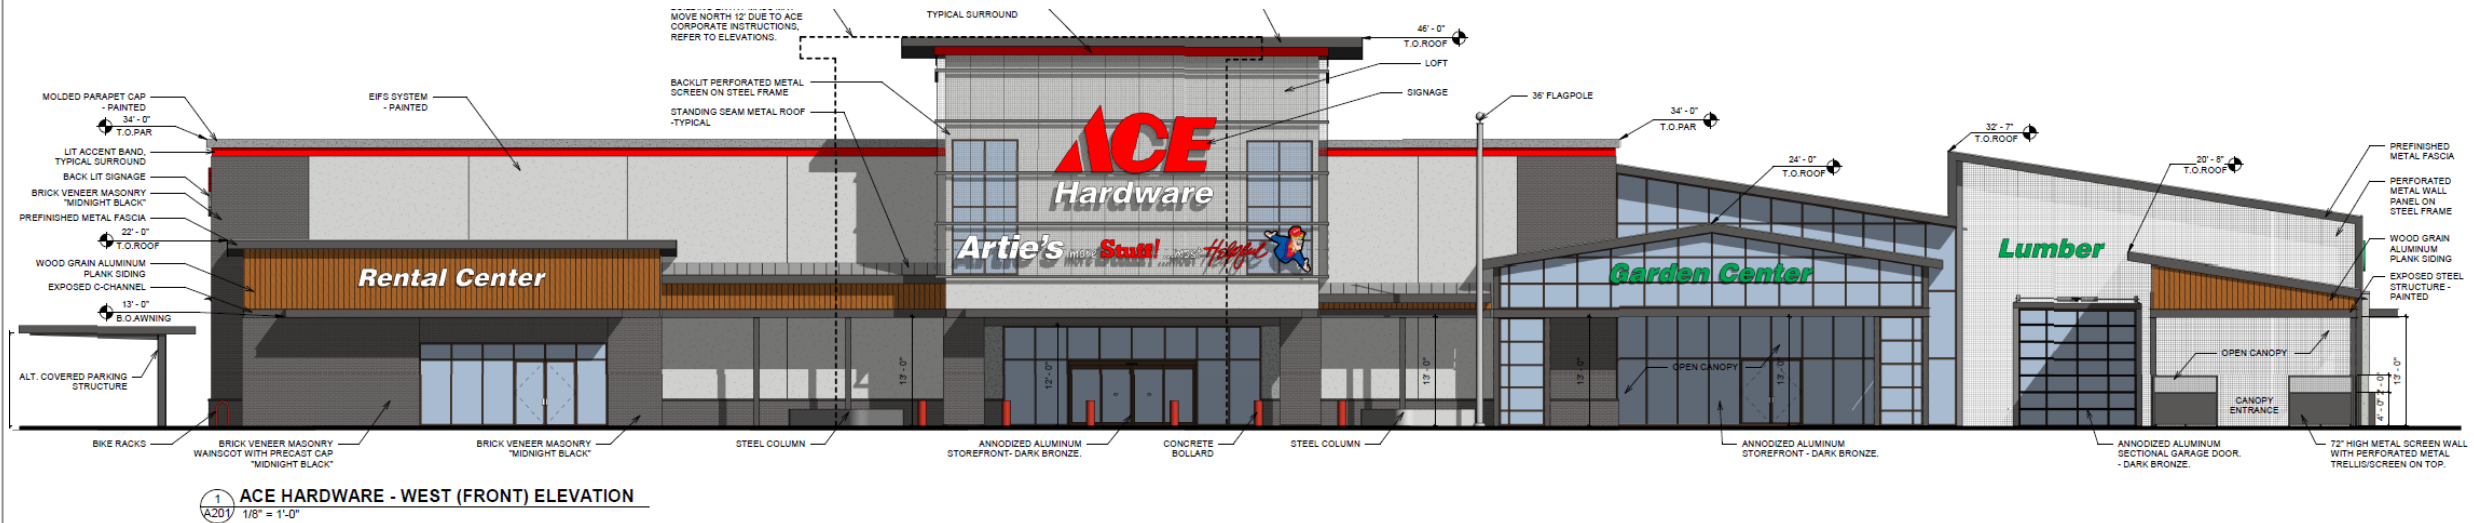 MOVE NORTH 12' DUE TO ACE
CORPORATE INSTRUCTIONS,
REFER TO ELEVATIONS.
TYPICAL SURROUND
46' - 0"
T.O.ROOF
LOFT
SIGNAGE
36' FLAGPOLE
BACKLIT PERFORATED METAL
SCREEN ON STEEL FRAME
STANDING SEAM METAL ROOF
-TYPICAL
EIFS SYSTEM
- PAINTED
MOLDED PARAPET CAP
- PAINTED
34' - 0"
T.O.PAR
LIT ACCENT BAND,
TYPICAL SURROUND
BACK LIT SIGNAGE
BRICK VENEER MASONRY
"MIDNIGHT BLACK"
PREFINISHED METAL FASCIA
22' - 0"
T.O.ROOF
WOOD GRAIN ALUMINUM
PLANK SIDING
EXPOSED C-CHANNEL
13' - 0"
B.O.AWNING
ALT. COVERED PARKING
STRUCTURE
Rental Center
ACE
Hardware
Artie's more Stuff! ...most Helpful
34' - 0"
T.O.PAR
24' - 0"
T.O.ROOF
32' - 7"
T.O.ROOF
20' - 8"
T.O.ROOF
Garden Center
Lumber
PREFINISHED
METAL FASCIA
PERFORATED
METAL WALL
PANEL ON
STEEL FRAME
WOOD GRAIN
ALUMINUM
PLANK SIDING
EXPOSED STEEL
STRUCTURE -
PAINTED
13' - 0"
12' - 0"
13' - 0"
13' - 0"
OPEN CANOPY
13' - 0"
OPEN CANOPY
CANOPY
ENTRANCE
4' - 0"
2' - 0"
13' - 0"
BIKE RACKS
BRICK VENEER MASONRY
WAINSCOT WITH PRECAST CAP
"MIDNIGHT BLACK"
BRICK VENEER MASONRY
"MIDNIGHT BLACK"
STEEL COLUMN
ANNODIZED ALUMINUM
STOREFRONT- DARK BRONZE.
CONCRETE
BOLLARD
STEEL COLUMN
ANNODIZED ALUMINUM
STOREFRONT - DARK BRONZE.
ANNODIZED ALUMINUM
SECTIONAL GARAGE DOOR.
- DARK BRONZE.
72" HIGH METAL SCREEN WALL
WITH PERFORATED METAL
TRELLIS/SCREEN ON TOP.
1
A201
ACE HARDWARE - WEST (FRONT) ELEVATION
1/8" = 1'-0"